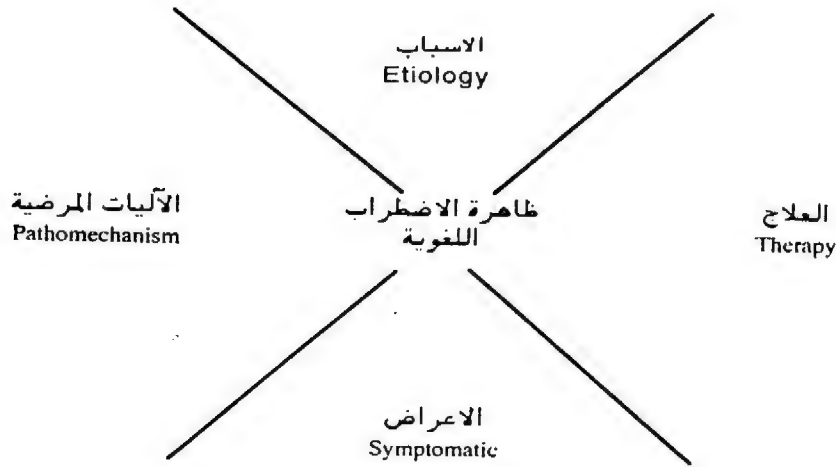 الاسباب
Etiology
الآليات المرضية
Pathomechanism
ظاهرة الاضطراب
اللغوية
العلاج
Therapy
الاعراض
Symptomatic